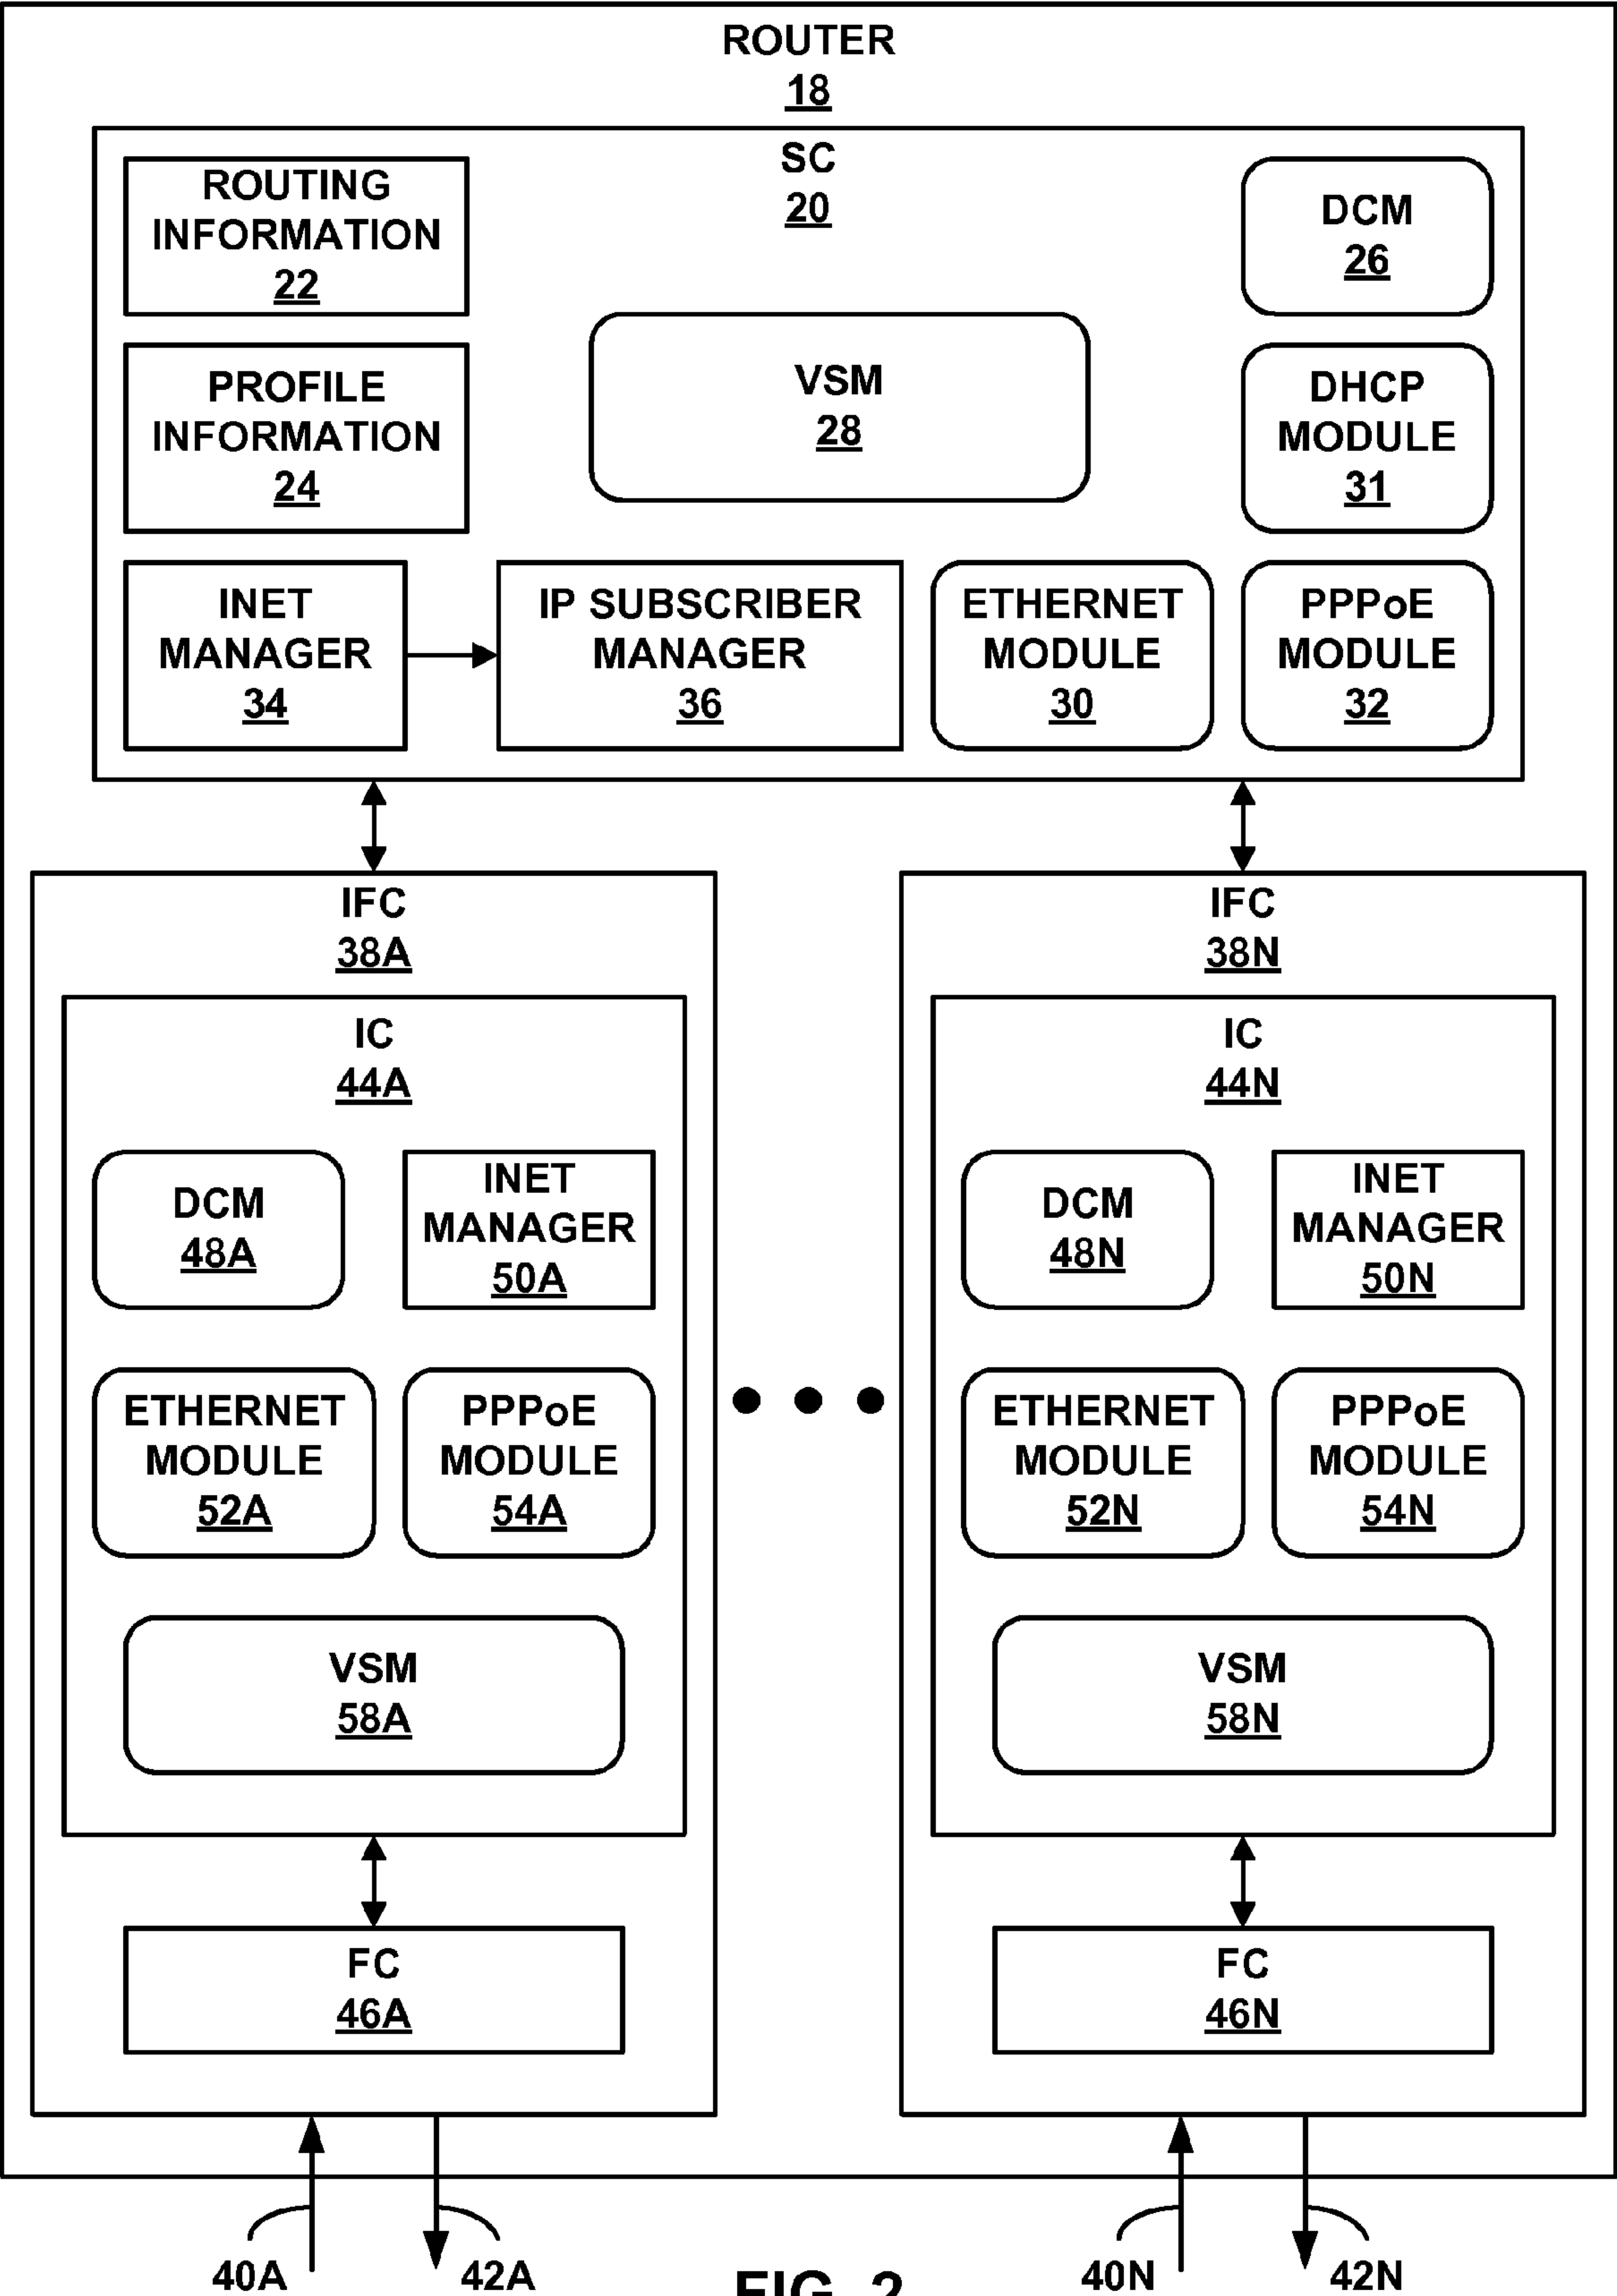 ROUTER
18
SC
20
ROUTING
INFORMATION
22
DCM
26
PROFILE
INFORMATION
24
VSM
28
DHCP
MODULE
31
INET
MANAGER
34
IP SUBSCRIBER
MANAGER
36
ETHERNET
MODULE
30
PPPoE
MODULE
32
IFC
38A
IC
44A
DCM
48A
INET
MANAGER
50A
ETHERNET
MODULE
52A
PPPoE
MODULE
54A
VSM
58A
FC
46A
IFC
38N
IC
44N
DCM
48N
INET
MANAGER
50N
ETHERNET
MODULE
52N
PPPoE
MODULE
54N
VSM
58N
FC
46N
40A
42A
40N
42N
FIG. 2